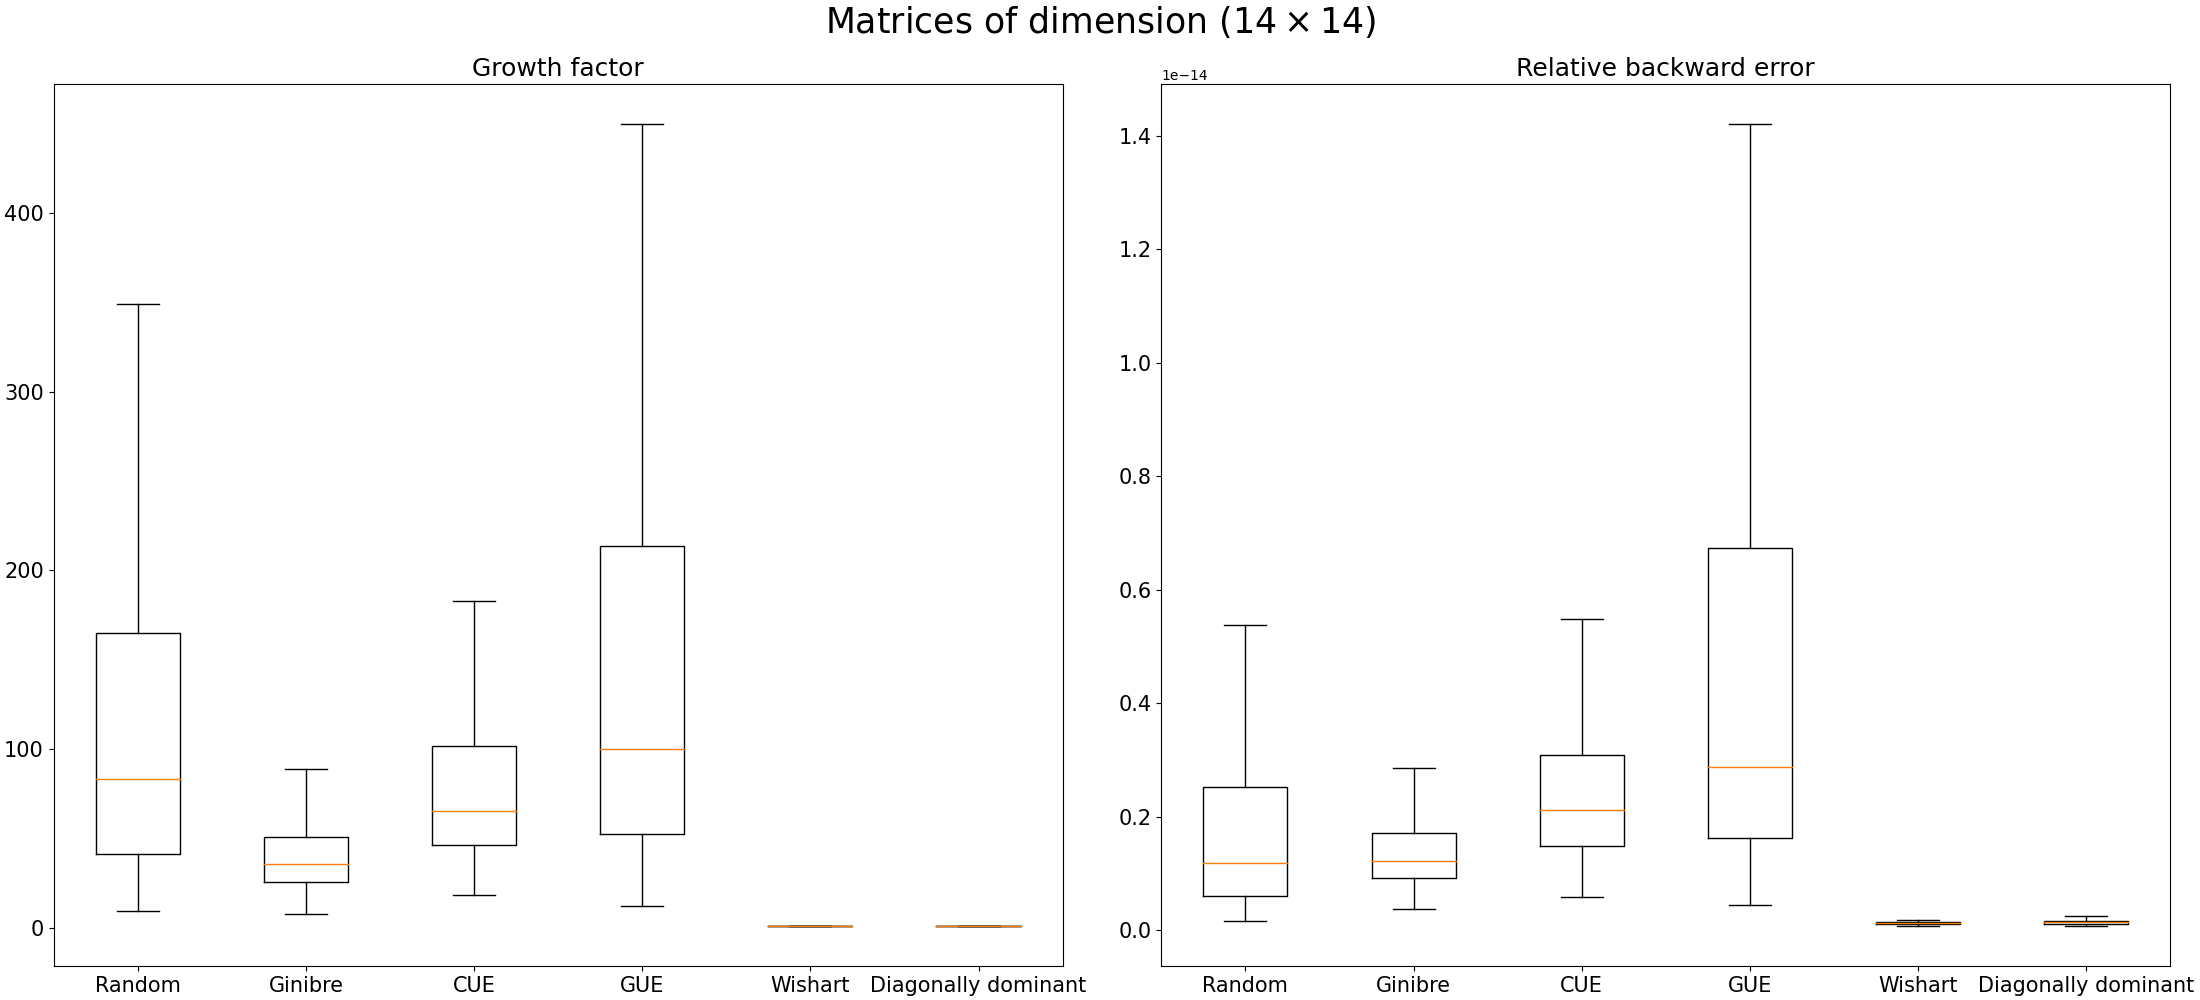 Matrices of dimension (14 × 14)
Growth factor
400
300
200
100
0
Random Ginibre CUE GUE Wishart Diagonally dominant
Relative backward error
1e−14
1.4
1.2
1.0
0.8
0.6
0.4
0.2
0.0
Random Ginibre CUE GUE Wishart Diagonally dominant